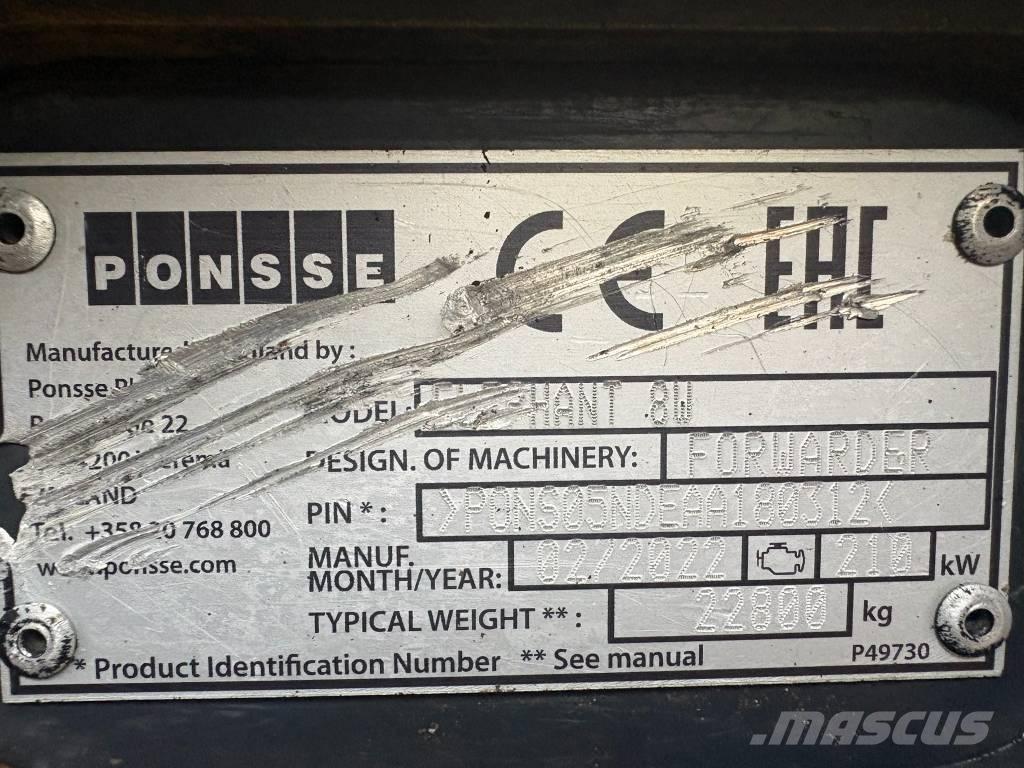 PONSSE CE EAC
Manufacture land by :
Ponsse
22
MODEL: HANT 8W
DESIGN. OF MACHINERY: FORWARDER
PIN * : >PONS05NDEAA180312<
Tel. +358 20 768 800
MANUF. MONTH/YEAR: 02/2022 210 kW
www.ponsse.com
TYPICAL WEIGHT ** : 22800 kg
* Product Identification Number ** See manual P49730
mascus